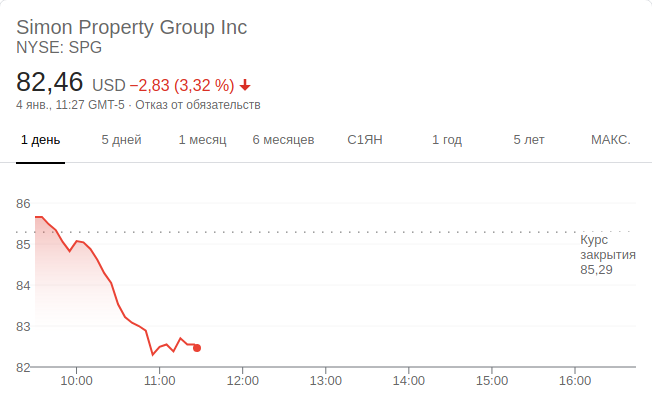 Simon Property Group Inc
NYSE: SPG
82,46 USD −2,83 (3,32 %)
4 янв., 11:27 GMT-5 · Отказ от обязательств
1 день 5 дней 1 месяц 6 месяцев С1ЯН 1 год 5 лет МАКС.
86
85
84
83
82
Курс
закрытия
85,29
10:00 11:00 12:00 13:00 14:00 15:00 16:00